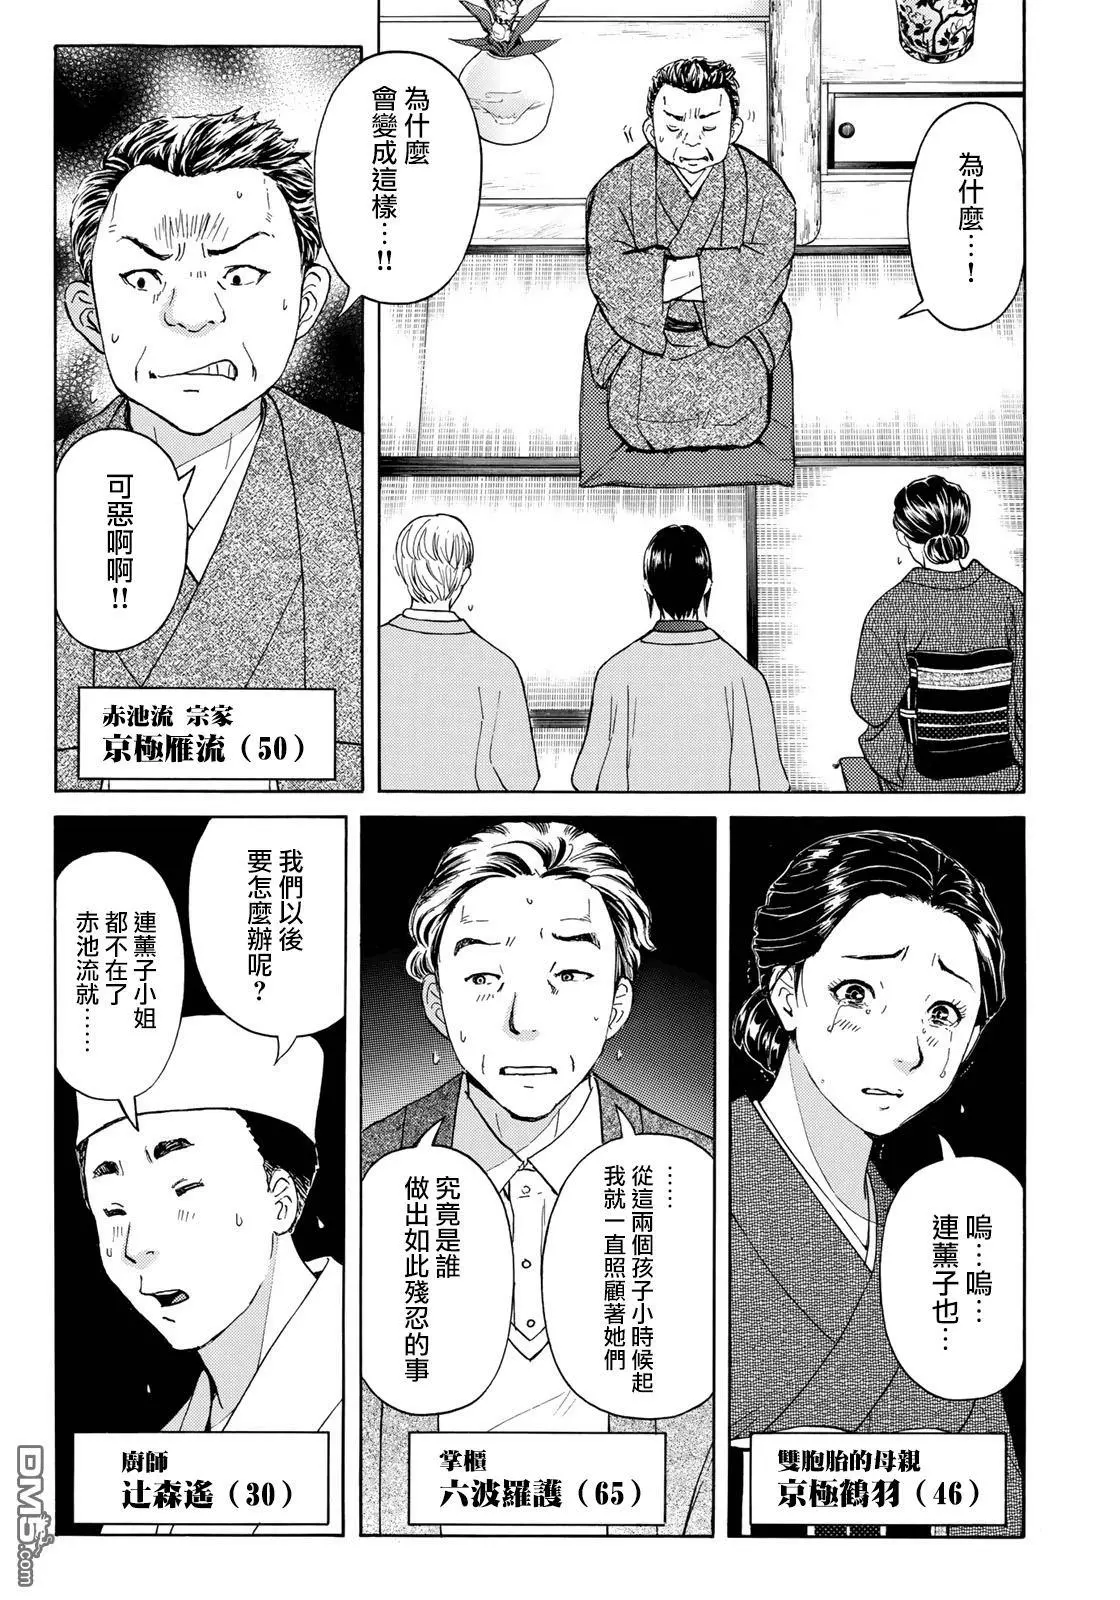 為什麼…！
為什麼
會變成這樣…!!
可惡啊啊!!
赤池流 宗家
京極雁流（50）
嗚…嗚…
連薰子也…
雙胞胎的母親
京極鶴羽（46）
……
從這兩個孩子小時候起
我就一直照顧著她們
究竟是誰
做出如此殘忍的事
掌櫃
六波羅護（65）
我們以後
要怎麼辦呢？
連薰子小姐
都不在了
赤池流就……
廚師
辻森遙（30）
DM5.com